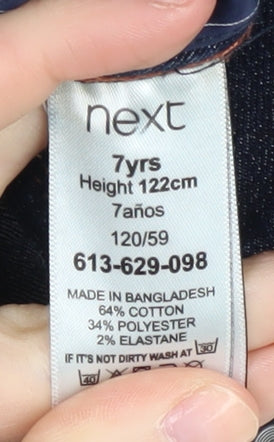 next
7yrs
Height 122cm
7años
120/59
613-629-098
MADE IN BANGLADESH
64% COTTON
34% POLYESTER
2% ELASTANE
IF IT'S NOT DIRTY WASH AT 30
40